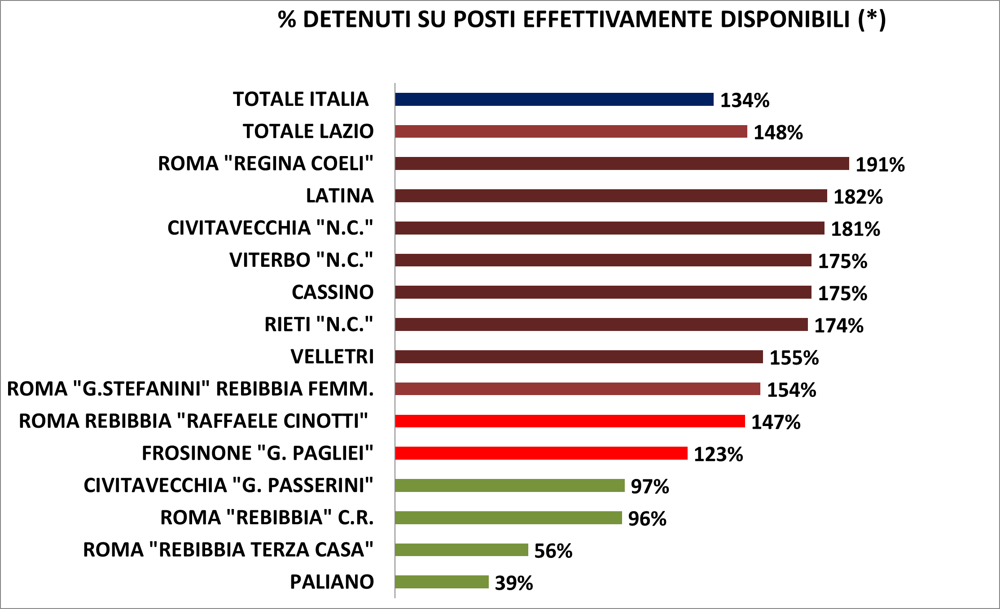 % DETENUTI SU POSTI EFFETTIVAMENTE DISPONIBILI (*)
TOTALE ITALIA 134%
TOTALE LAZIO 148%
ROMA "REGINA COELI" 191%
LATINA 182%
CIVITAVECCHIA "N.C." 181%
VITERBO "N.C." 175%
CASSINO 175%
RIETI "N.C." 174%
VELLETRI 155%
ROMA "G.STEFANINI" REBIBBIA FEMM. 154%
ROMA REBIBBIA "RAFFAELE CINOTTI" 147%
FROSINONE "G. PAGLIEI" 123%
CIVITAVECCHIA "G. PASSERINI" 97%
ROMA "REBIBBIA" C.R. 96%
ROMA "REBIBBIA TERZA CASA" 56%
PALIANO 39%